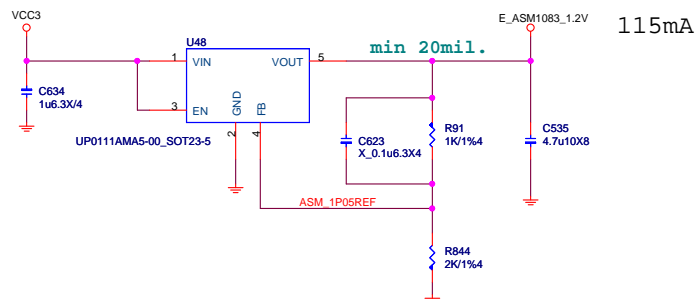 VCC3
E_ASM1083_1.2V
115mA
U48
min 20mil.
1
VIN
VOUT
5
C634
1u6.3X/4
3
EN
GND
FB
2
4
UP0111AMA5-00_SOT23-5
C623
X_0.1u6.3X4
R91
1K/1%4
C535
4.7u10X8
ASM_1P05REF
R844
2K/1%4